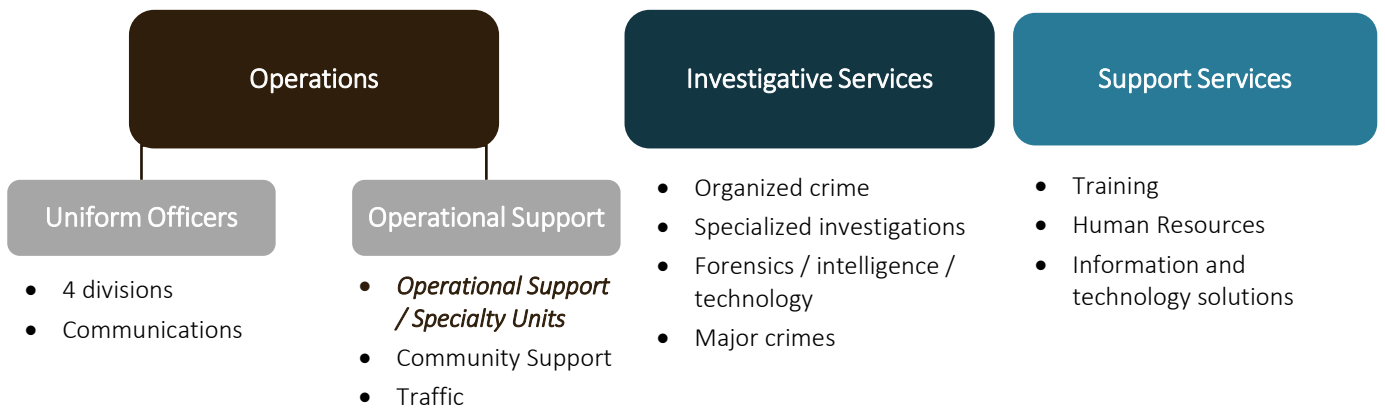 Operations
Investigative Services
Support Services
Uniform Officers
Operational Support
• 4 divisions
• Communications
• Operational Support
/ Specialty Units
• Community Support
• Traffic
• Organized crime
• Specialized investigations
• Forensics / intelligence /
technology
• Major crimes
• Training
• Human Resources
• Information and
technology solutions